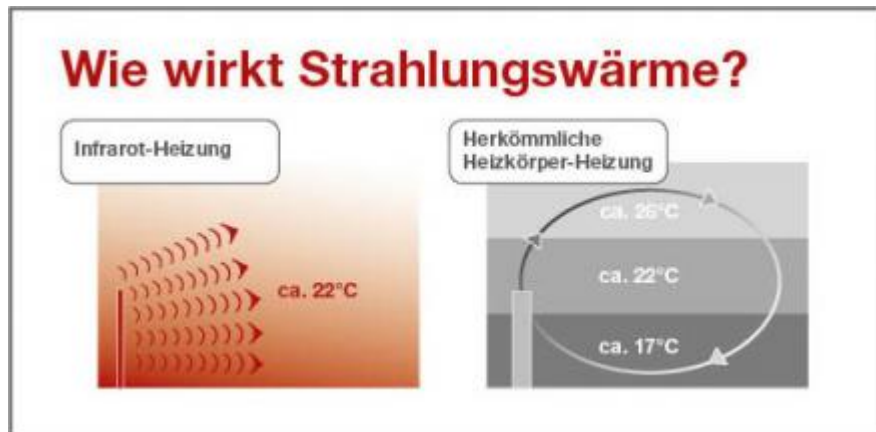 Wie wirkt Strahlungswärme?
Infrarot-Heizung
ca. 22°C
Herkömmliche
Heizkörper-Heizung
ca. 26°C
ca. 22°C
ca. 17°C